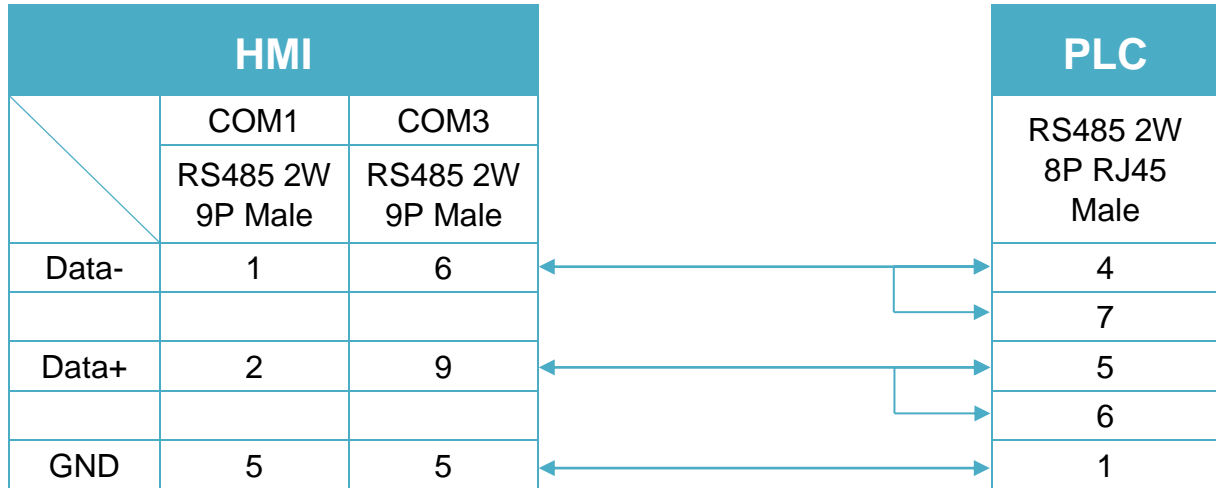 HMI PLC
COM1 COM3
RS485 2W
8P RJ45
Male
RS485 2W
9P Male
RS485 2W
9P Male
Data- 1 6 4
7
Data+ 2 9 5
6
GND 5 5 1